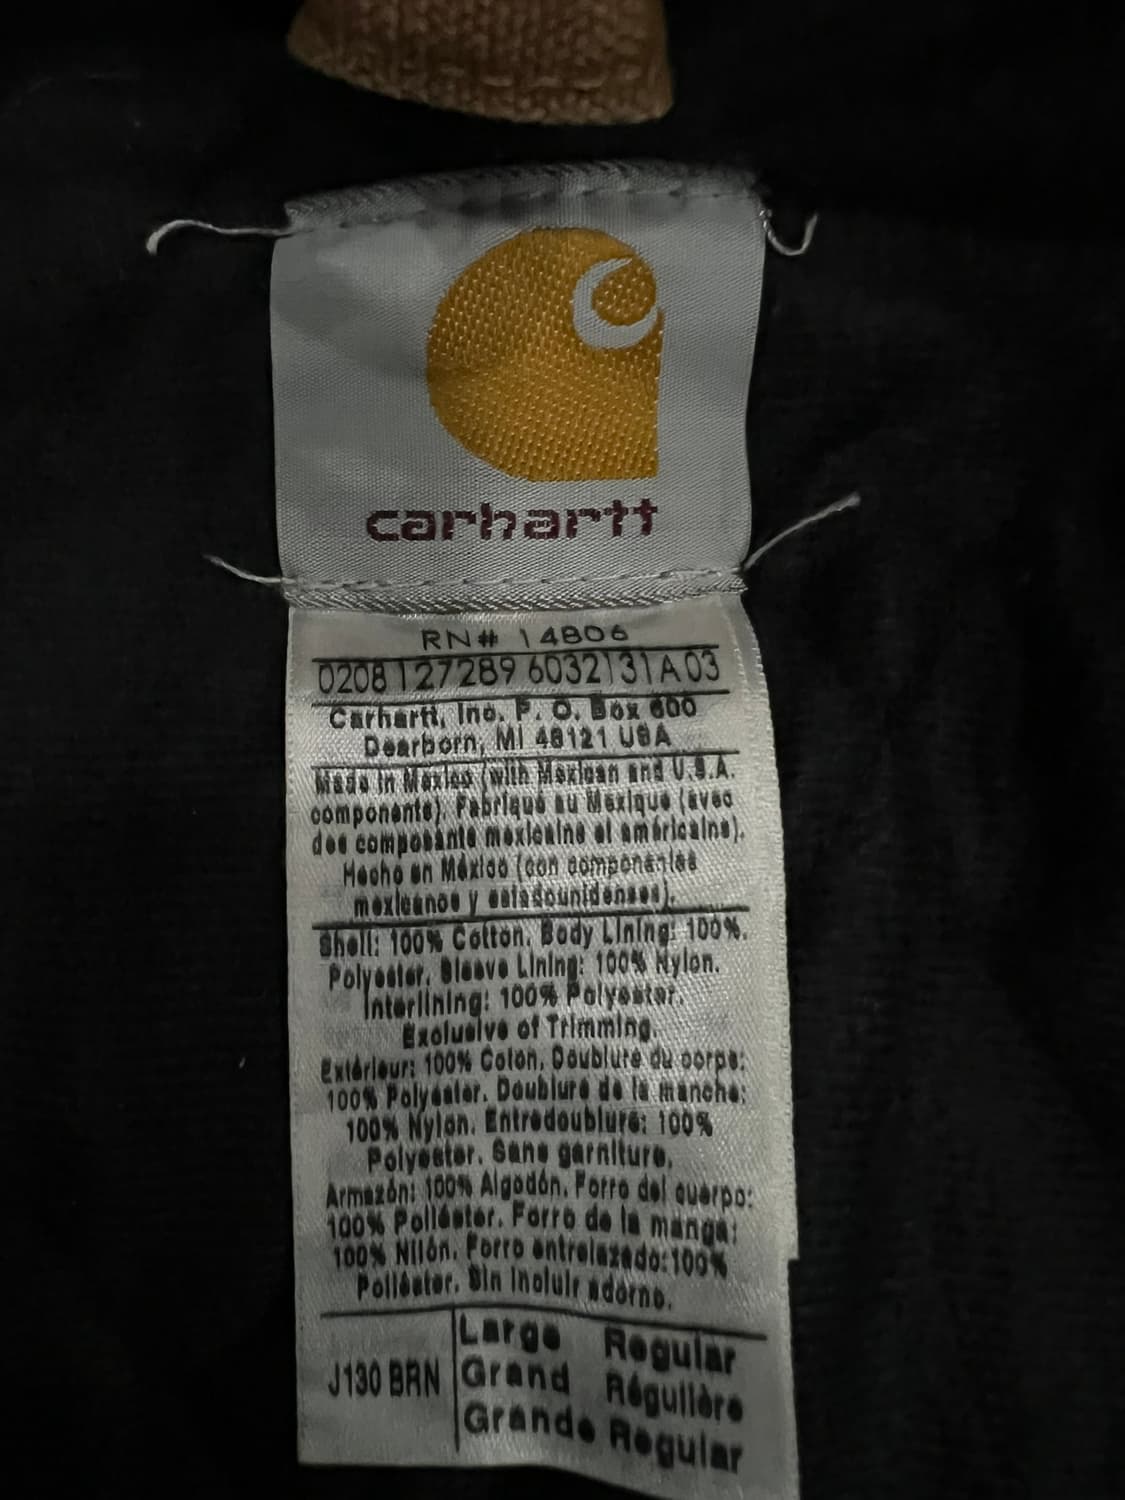 carhartt
RN# 14806
0208127289 6032131A03
Carhartt, Inc. P. O. Box 600
Dearborn, MI 48121 USA
Made in Mexico (with Mexican and U.S.A.
components). Fabriqué au Mexique (avec
des composants mexicains et américains).
Hecho en México (con componentes
mexicanos y estadounidenses).
Shell: 100% Cotton. Body Lining: 100%.
Polyester. Sleeve Lining: 100% Nylon.
Interlining: 100% Polyester.
Exclusive of Trimming.
Extérieur: 100% Coton. Doublure du corps:
100% Polyester. Doublure de la manche:
100% Nylon. Entredoublure: 100%
Polyester. Sans garniture.
Armazón: 100% Algodón. Forro del cuerpo:
100% Poliéster. Forro de la manga:
100% Nilón. Forro entrelazado:100%
Poliéster. Sin incluir adorno.
J130 BRN
Large Regular
Grand Régulière
Grande Regular